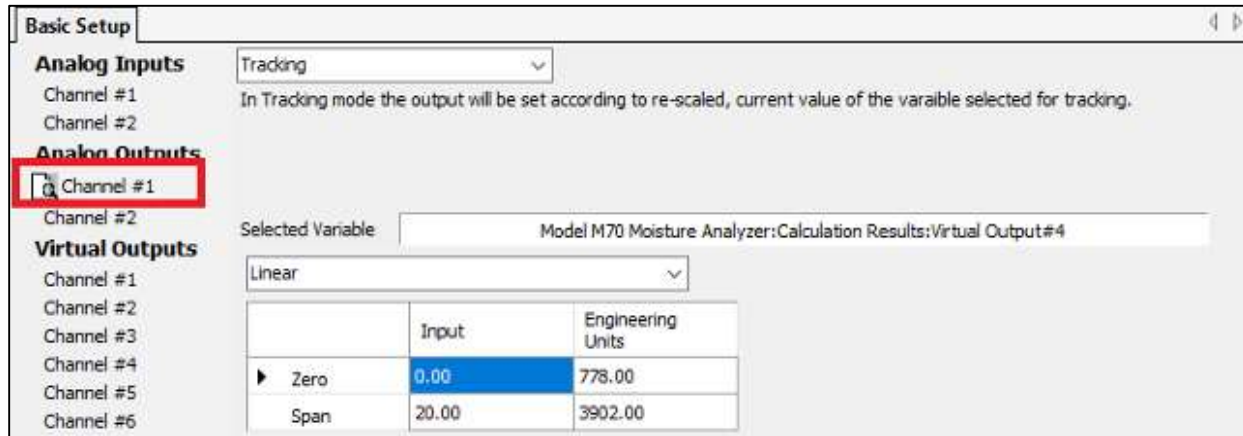 Basic Setup
Analog Inputs
Channel #1
Channel #2
Analog Outputs
Channel #1
Channel #2
Virtual Outputs
Channel #1
Channel #2
Channel #3
Channel #4
Channel #5
Channel #6
Tracking
In Tracking mode the output will be set according to re-scaled, current value of the varaible selected for tracking.
Selected Variable Model M70 Moisture Analyzer:Calculation Results:Virtual Output#4
Linear
Input Engineering
Units
Zero 0.00 778.00
Span 20.00 3902.00